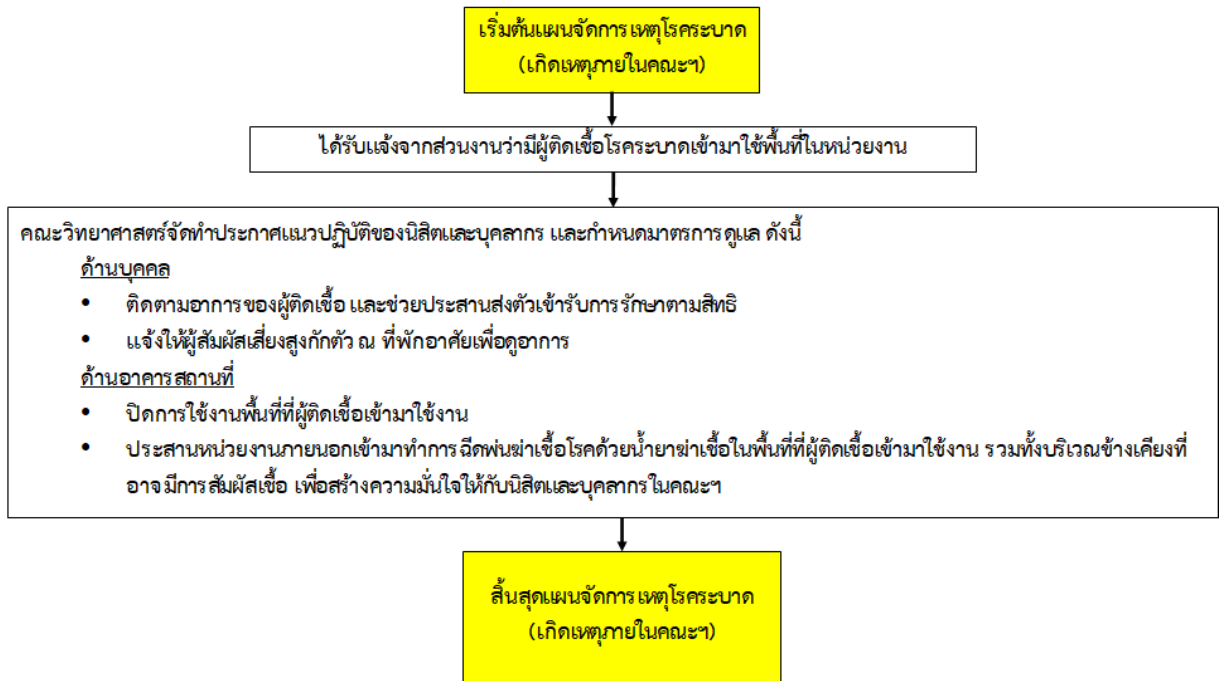 เริ่มต้นแผนจัดการเหตุโรคระบาด
(เกิดเหตุภายในคณะฯ)
ได้รับแจ้งจากส่วนงานว่ามีผู้ติดเชื้อโรคระบาดเข้ามาใช้พื้นที่ในหน่วยงาน
คณะวิทยาศาสตร์จัดทำประกาศแนวปฏิบัติของนิสิตและบุคลากร และกำหนดมาตรการดูแล ดังนี้
ด้านบุคคล
• ติดตามอาการของผู้ติดเชื้อ และช่วยประสานส่งตัวเข้ารับการรักษาตามสิทธิ
• แจ้งให้ผู้สัมผัสเสี่ยงสูงกักตัว ณ ที่พักอาศัยเพื่อดูอาการ
ด้านอาคารสถานที่
• ปิดการใช้งานพื้นที่ที่ผู้ติดเชื้อเข้ามาใช้งาน
• ประสานหน่วยงานภายนอกเข้ามาทำการฉีดพ่นฆ่าเชื้อโรคด้วยน้ำยาฆ่าเชื้อในพื้นที่ที่ผู้ติดเชื้อเข้ามาใช้งาน รวมทั้งบริเวณข้างเคียงที่
อาจมีการสัมผัสเชื้อ เพื่อสร้างความมั่นใจให้กับนิสิตและบุคลากรในคณะฯ
สิ้นสุดแผนจัดการเหตุโรคระบาด
(เกิดเหตุภายในคณะฯ)